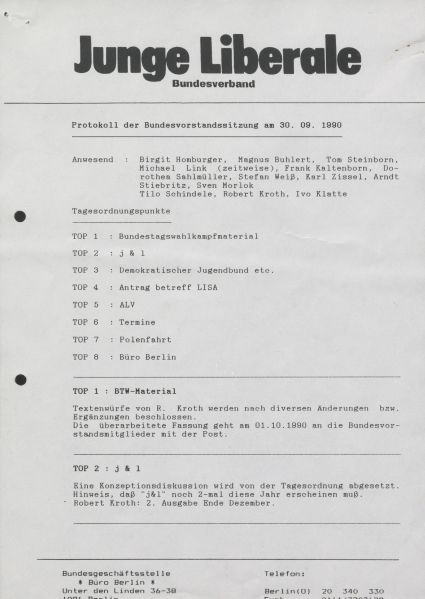 Junge Liberale
Bundesverband
Protokoll der Bundesvorstandssitzung am 30. 09. 1990
Anwesend : Birgit Homburger, Magnus Buhlert, Tom Steinborn,
Michael Link (zeitweise), Frank Kaltenborn, Do-
rothea Sahlmüller, Stefan Weiß, Karl Zissel, Arndt
Stiebritz, Sven Morlok
Tilo Schindele, Robert Kroth, Ivo Klatte
Tagesordnungspunkte
TOP 1 : Bundestagswahlkampfmaterial
TOP 2 : j & l
TOP 3 : Demokratischer Jugendbund etc.
TOP 4 : Antrag betreff LISA
TOP 5 : ALV
TOP 6 : Termine
TOP 7 : Polenfahrt
TOP 8 : Büro Berlin
TOP 1 : BTW-Material
Textenwürfe von R. Kroth werden nach diversen Änderungen bzw.
Ergänzungen beschlossen.
Die überarbeitete Fassung geht am 01.10.1990 an die Bundesvor-
standsmitglieder mit der Post.
TOP 2 : j & l
Eine Konzeptionsdiskussion wird von der Tagesordnung abgesetzt.
Hinweis, daß "j&l" noch 2-mal diese Jahr erscheinen muß.
Robert Kroth: 2. Ausgabe Ende Dezember.
Bundesgeschäftsstelle
* Büro Berlin *
Unter den Linden 36-38
Telefon:
Berlin(O) 20 340 330